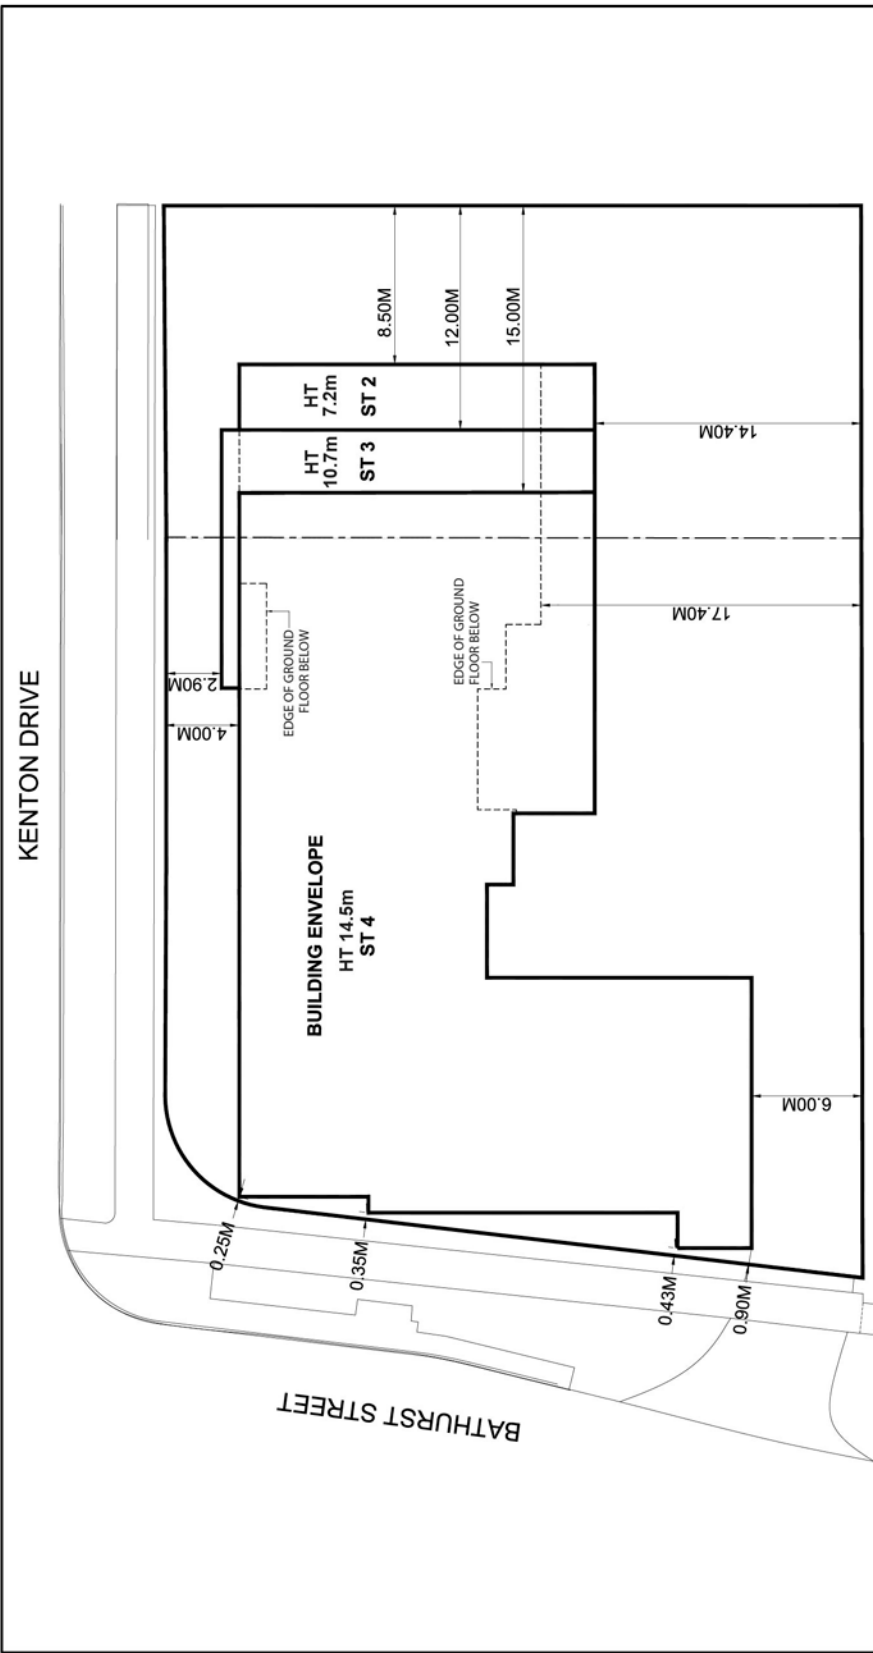 KENTON DRIVE
8.50M
12.00M
15.00M
HT
7.2m
ST 2
HT
10.7m
ST 3
14.40M
17.40M
2.90M
4.00M
EDGE OF GROUND
FLOOR BELOW
EDGE OF GROUND
FLOOR BELOW
BUILDING ENVELOPE
HT 14.5m
ST 4
6.00M
0.25M
0.35M
0.43M
0.90M
BATHURST STREET